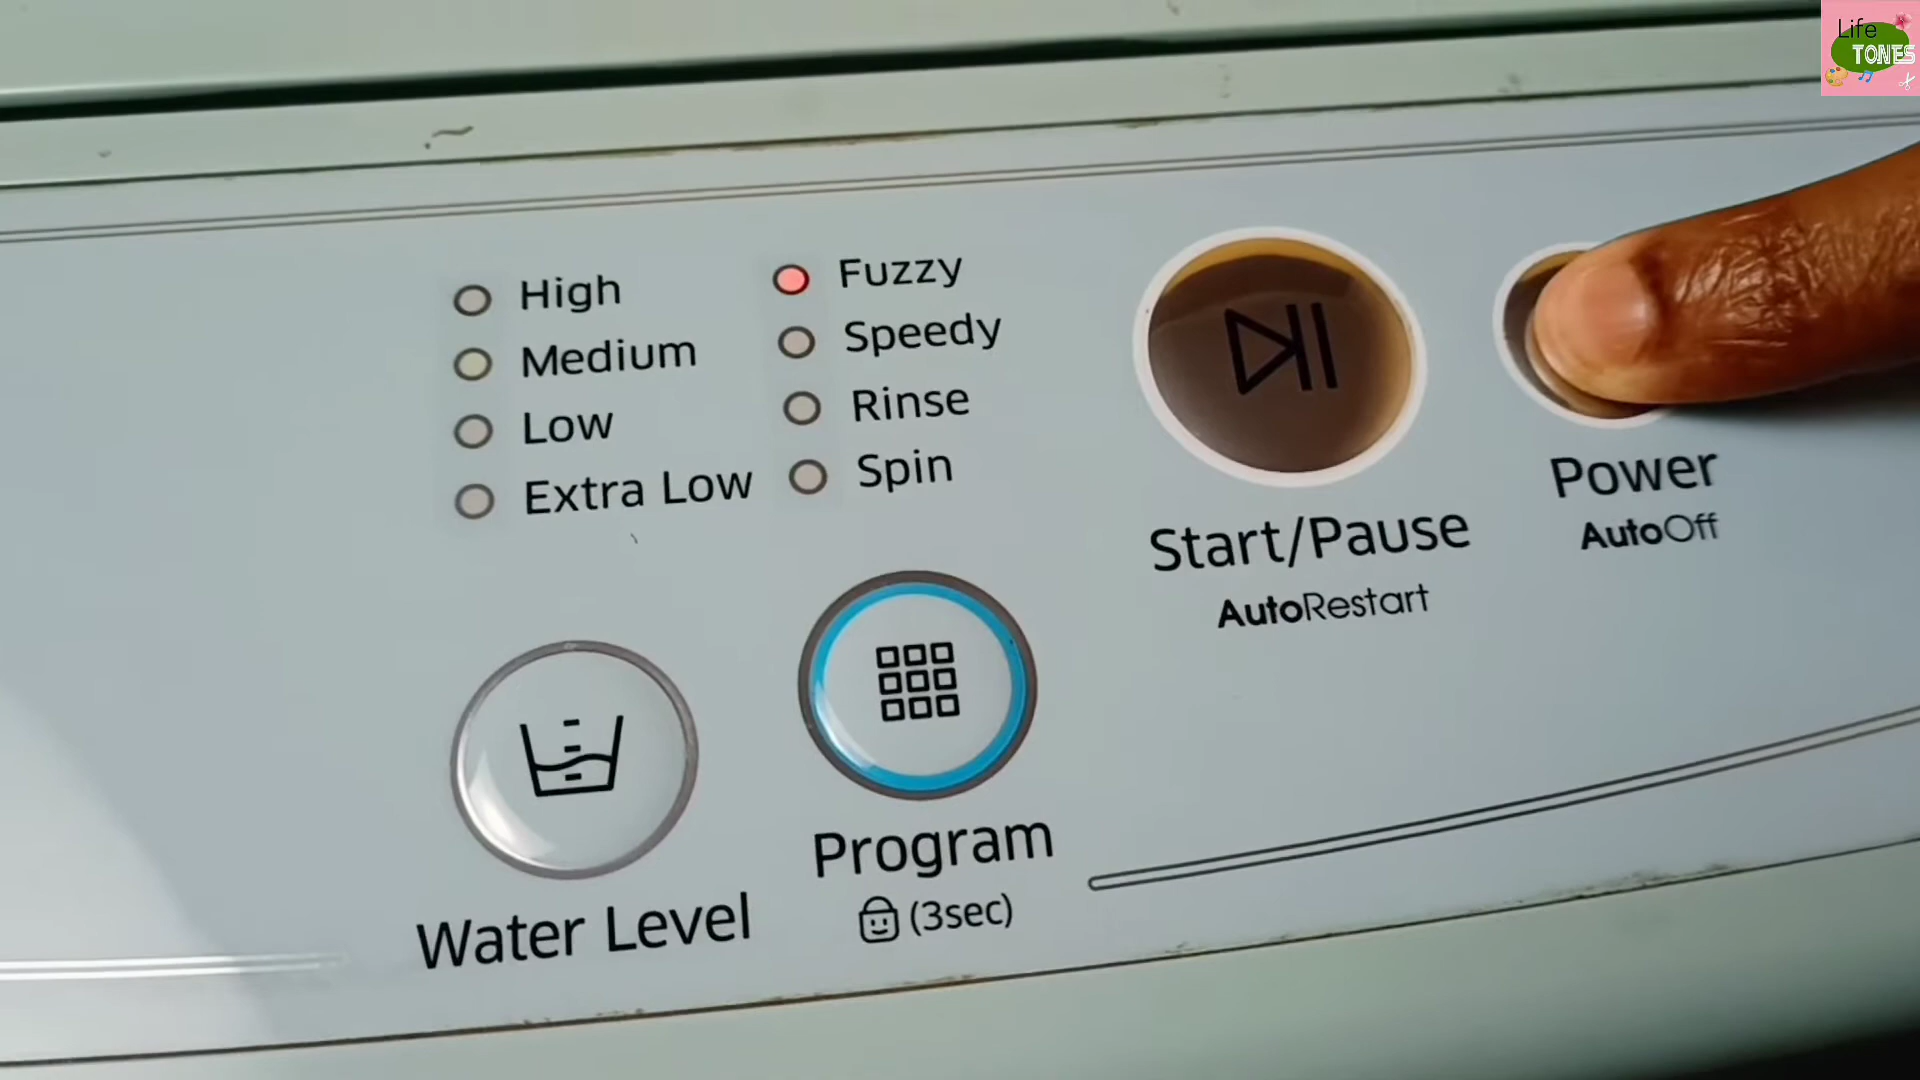 Life
TONES
High
Medium
Low
Extra Low
Fuzzy
Speedy
Rinse
Spin
Start/Pause
AutoRestart
Power
AutoOff
Water Level
Program
(3sec)